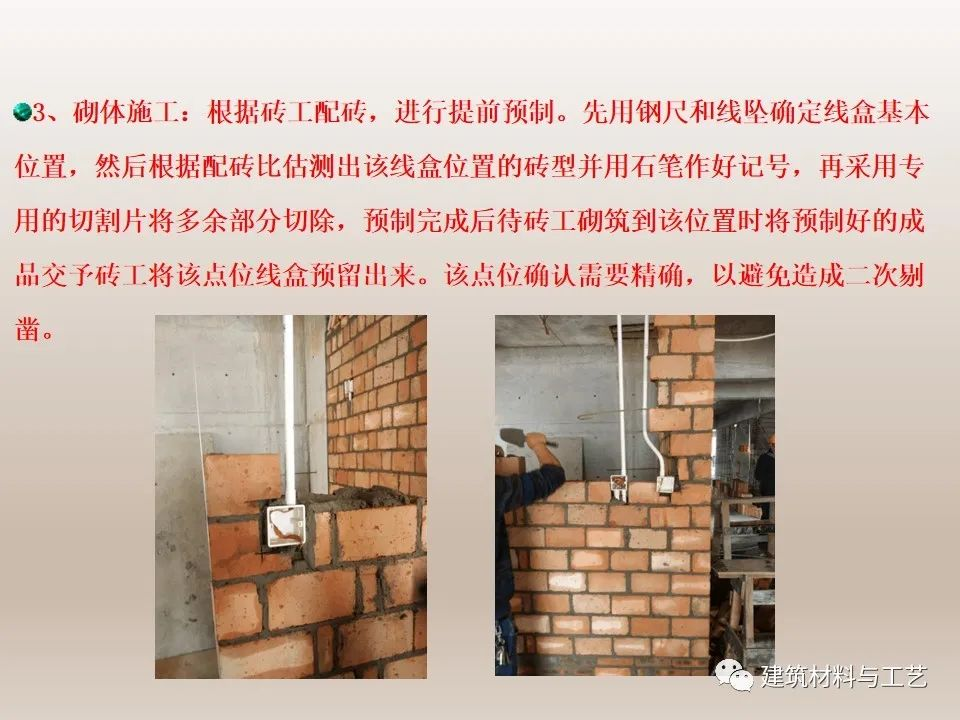 3、砌体施工：根据砖工配砖，进行提前预制。先用钢尺和线坠确定线盒基本
位置，然后根据配砖比估测出该线盒位置的砖型并用石笔作好记号，再采用专
用的切割片将多余部分切除，预制完成后待砖工砌筑到该位置时将预制好的成
品交予砖工将该点位线盒预留出来。该点位确认需要精确，以避免造成二次剔
凿。
建筑材料与工艺